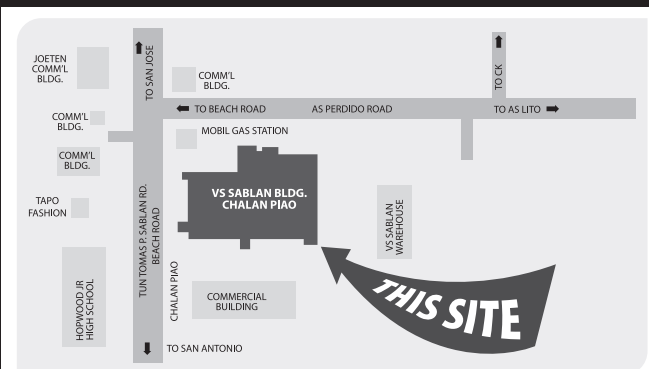 JOETEN
COMM'L
BLDG.
TO SAN JOSE
COMM'L
BLDG.
TO CK
TO BEACH ROAD
AS PERDIDO ROAD
TO AS LITO
COMM'L
BLDG.
MOBIL GAS STATION
COMM'L
BLDG.
VS SABLAN BLDG.
CHALAN PIAO
TAPO
FASHION
TUN TOMAS P. SABLAN RD.
BEACH ROAD
VS SABLAN
WAREHOUSE
HOPWOOD JR
HIGH SCHOOL
CHALAN PIAO
COMMERCIAL
BUILDING
THIS SITE
TO SAN ANTONIO